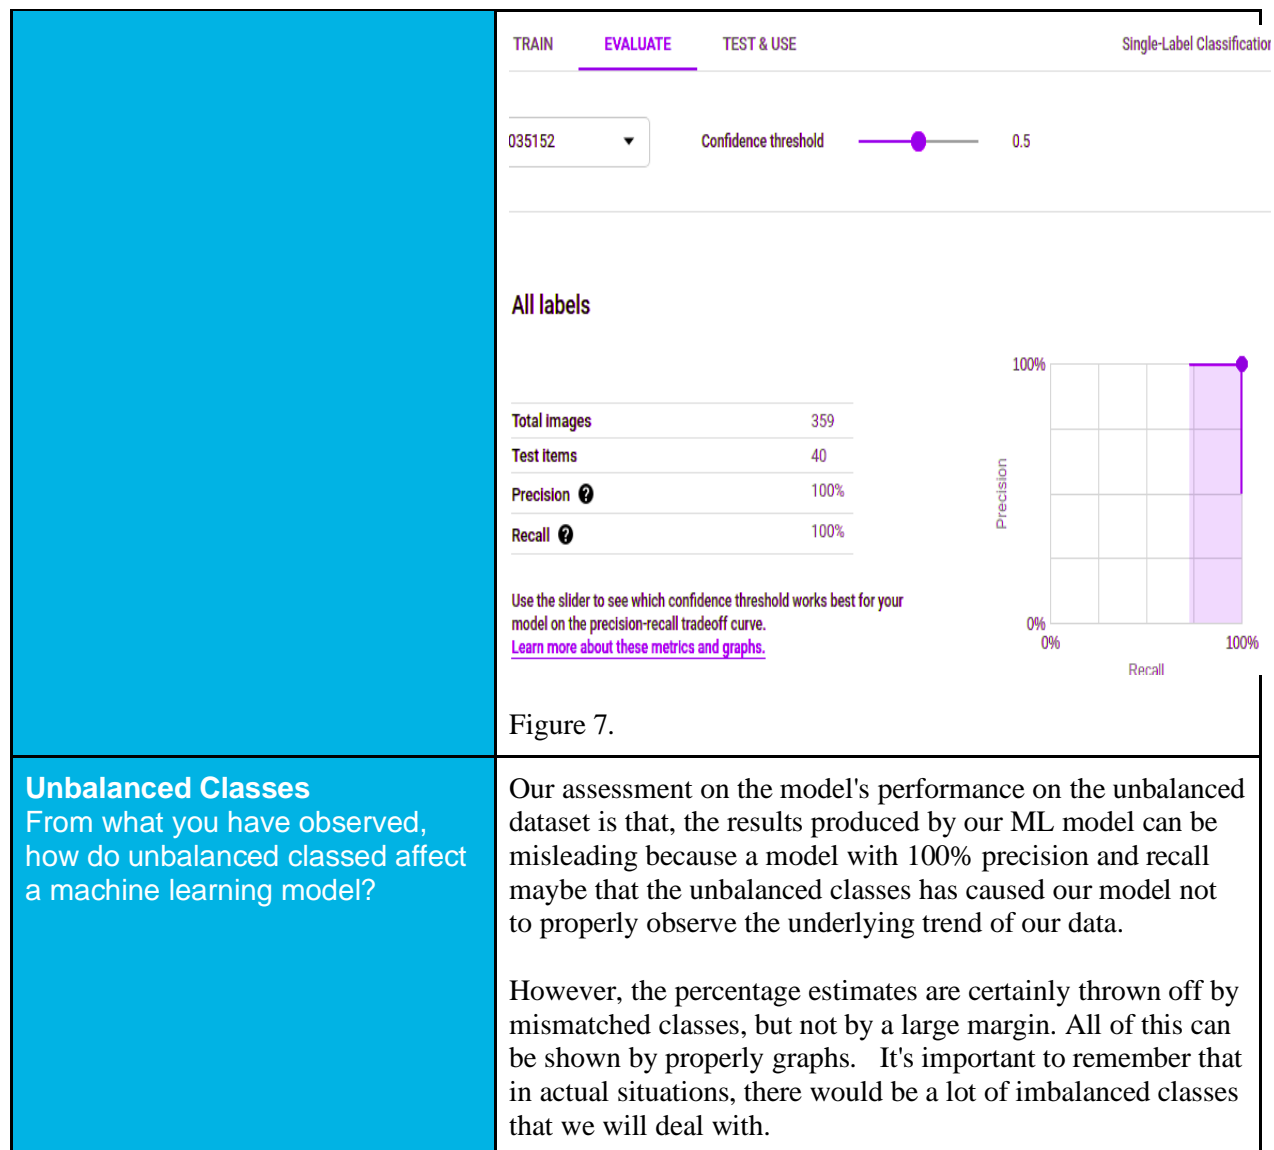 TRAIN EVALUATE TEST & USE Single-Label Classification
035152 Confidence threshold 0.5
All labels
Total images 359
Test items 40
Precision ? 100%
Recall ? 100%
Use the slider to see which confidence threshold works best for your
model on the precision-recall tradeoff curve.
Learn more about these metrics and graphs.
100%
Precision
0%
0% 100%
Recall
Figure 7.
Unbalanced Classes
From what you have observed,
how do unbalanced classed affect
a machine learning model?
Our assessment on the model's performance on the unbalanced
dataset is that, the results produced by our ML model can be
misleading because a model with 100% precision and recall
maybe that the unbalanced classes has caused our model not
to properly observe the underlying trend of our data.
However, the percentage estimates are certainly thrown off by
mismatched classes, but not by a large margin. All of this can
be shown by properly graphs. It's important to remember that
in actual situations, there would be a lot of imbalanced classes
that we will deal with.